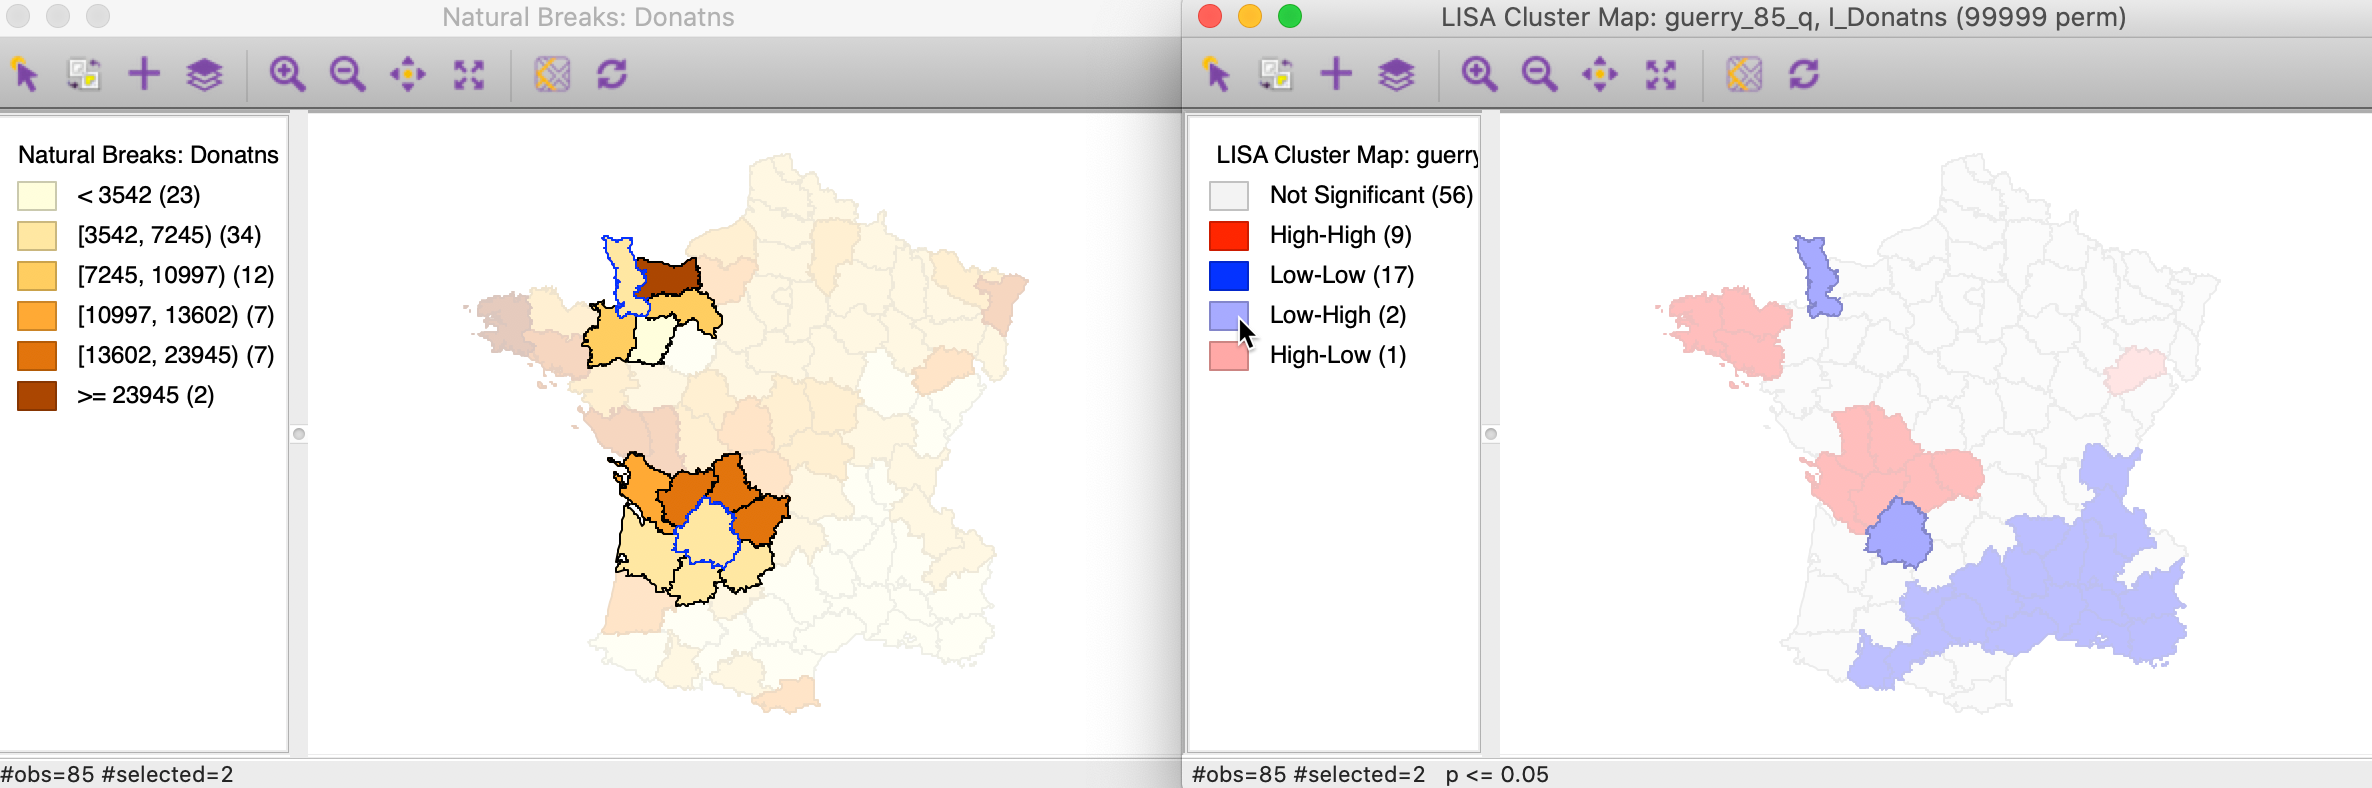 Natural Breaks: Donatns
Natural Breaks: Donatns
< 3542 (23)
[3542, 7245) (34)
[7245, 10997) (12)
[10997, 13602) (7)
[13602, 23945) (7)
>= 23945 (2)
#obs=85 #selected=2
LISA Cluster Map: guerry_85_q, I_Donatns (99999 perm)
LISA Cluster Map: guerry
Not Significant (56)
High-High (9)
Low-Low (17)
Low-High (2)
High-Low (1)
#obs=85 #selected=2 p <= 0.05